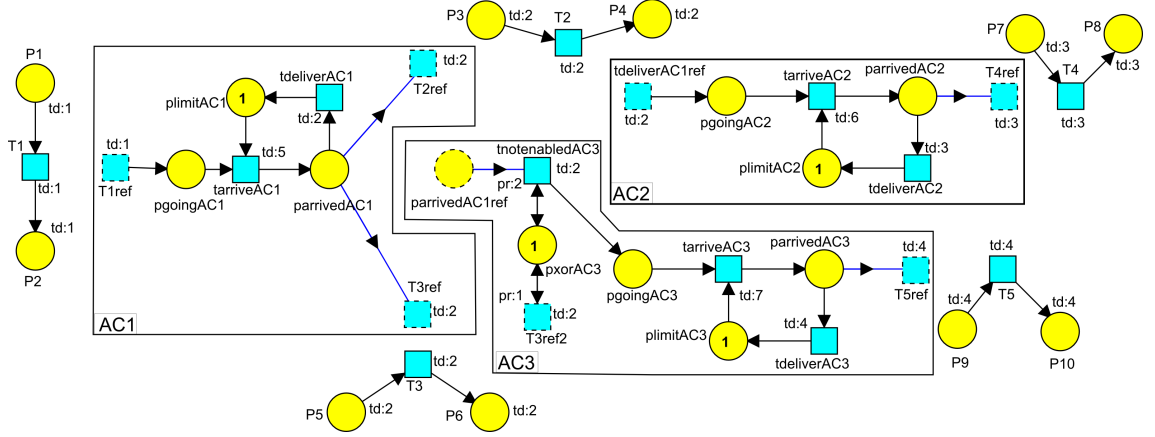 P1
td:1
T1
td:1
td:1
P2
tdeliverAC1
plimitAC1
1
td:2
td:2
T2ref
td:1
T1ref
pgoingAC1
td:5
tarriveAC1
parrivedAC1
T3ref
td:2
AC1
P3
td:2
T2
td:2
P4
td:2
tdeliverAC1ref
td:2
pgoingAC2
tarriveAC2
td:6
parrivedAC2
T4ref
td:3
td:3
plimitAC2
1
tdeliverAC2
AC2
P7
td:3
T4
td:3
P8
td:3
tnotenabledAC3
td:2
pr:2
parrivedAC1ref
1
pxorAC3
pr:1
td:2
T3ref2
pgoingAC3
tarriveAC3
td:7
parrivedAC3
td:4
T5ref
td:4
plimitAC3
1
tdeliverAC3
AC3
td:4
T5
td:4
P9
td:4
P10
td:2
T3
P5
td:2
P6
td:2